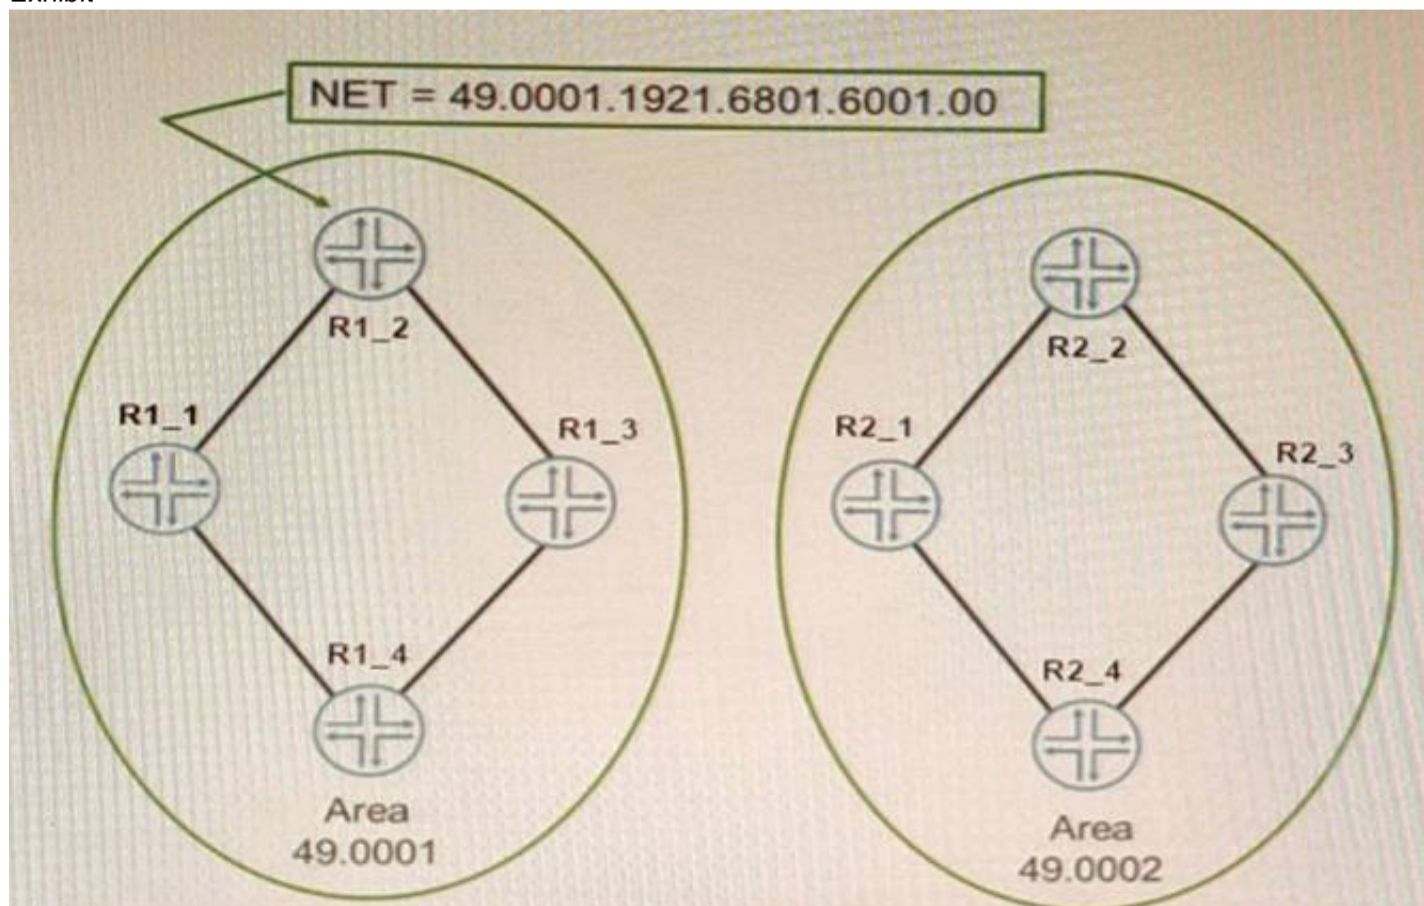 Exhibit
NET = 49.0001.1921.6801.6001.00
R1_2
R2_2
R1_1
R1_3
R2_1
R2_3
R1_4
R2_4
Area
49.0001
Area
49.0002